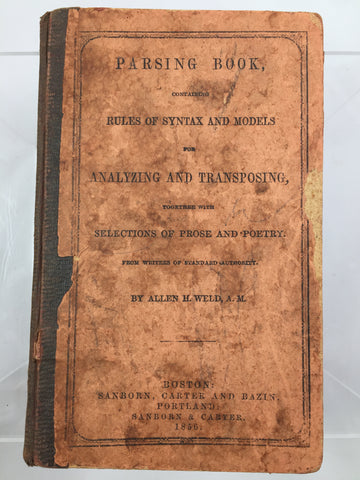 PARSING BOOK,
CONTAINING
RULES OF SYNTAX AND MODELS
FOR
ANALYZING AND TRANSPOSING,
TOGETHER WITH
SELECTIONS OF PROSE AND POETRY.
FROM WRITERS OF STANDARD AUTHORITY.
BY ALLEN H. WELD, A. M.
BOSTON:
SANBORN, CARTER AND BAZIN,
PORTLAND:
SANBORN & CARTER.
1856.